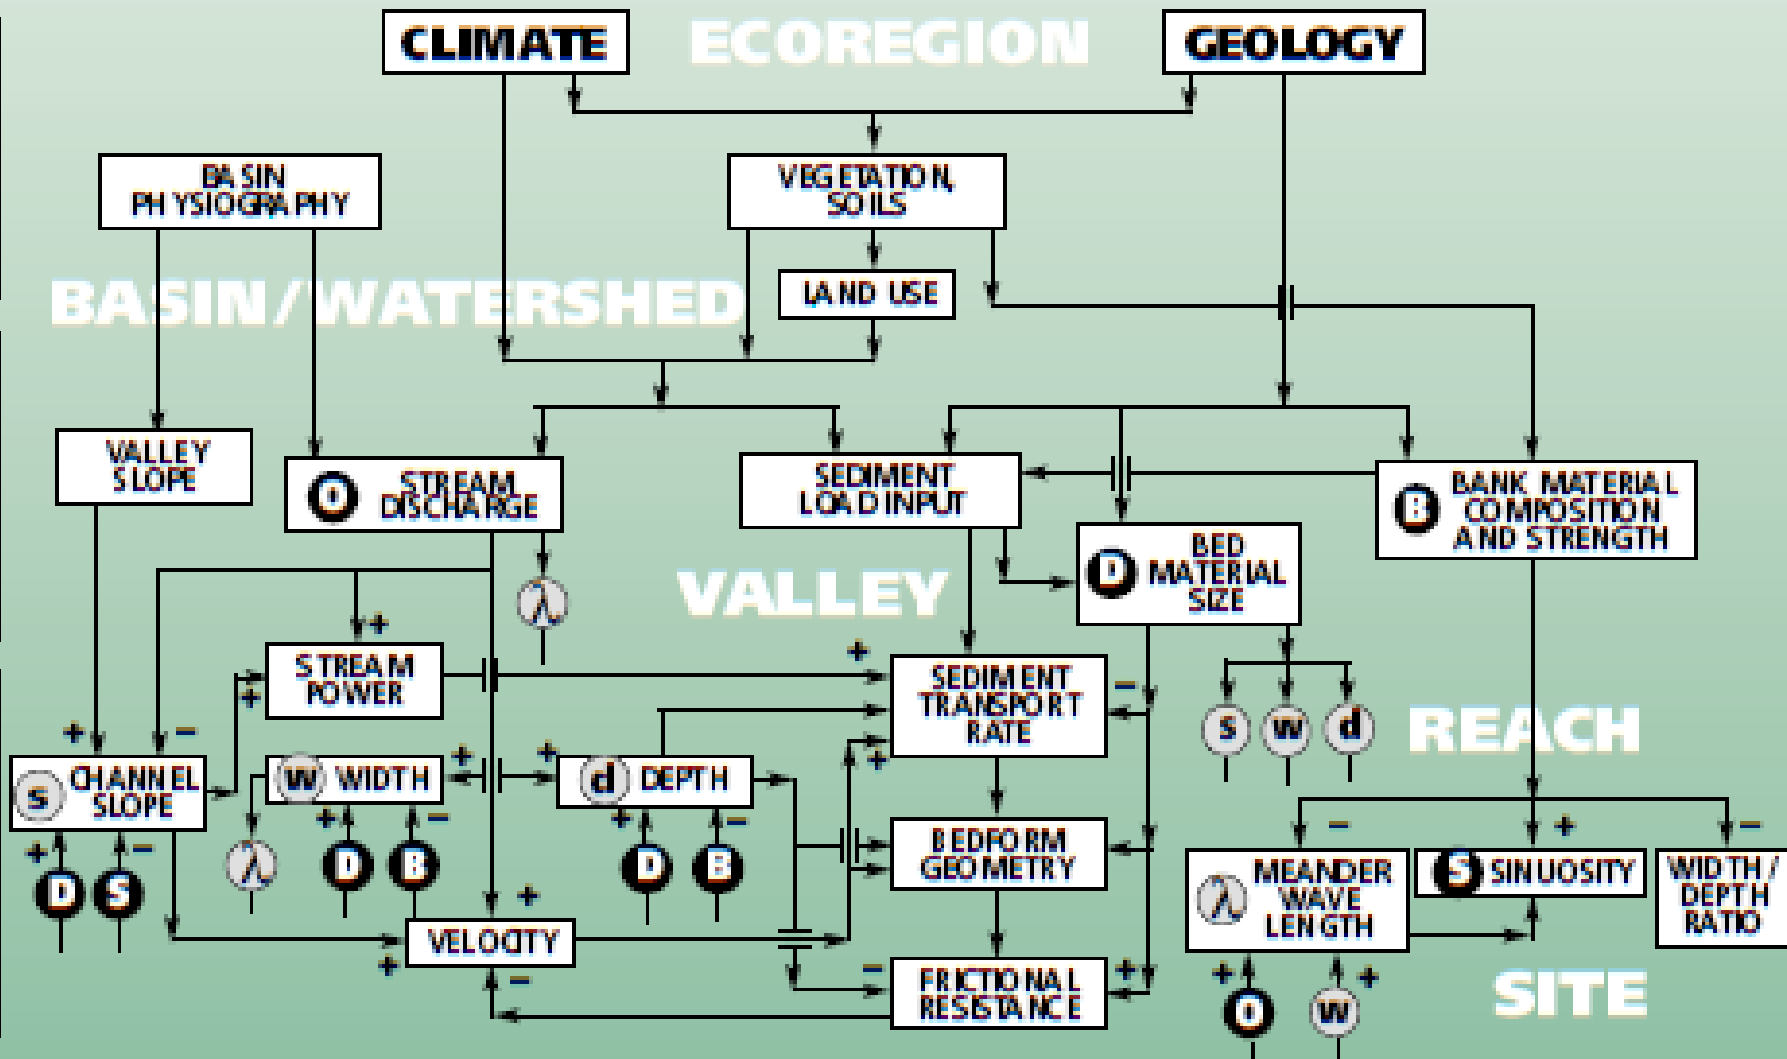 CLIMATE
ECOREGION
GEOLOGY
BASIN
PHYSIOGRAPHY
VEGETATION,
SOILS
BASIN/WATERSHED
LAND USE
VALLEY
SLOPE
O
STREAM
DISCHARGE
SEDIMENT
LOAD INPUT
B
BANK MATERIAL
COMPOSITION
AND STRENGTH
D
BED
MATERIAL
SIZE
VALLEY
λ
+
STREAM
POWER
+
+
SEDIMENT
TRANSPORT
RATE
−
+
s
w
d
REACH
+
−
s
CHANNEL
SLOPE
w
WIDTH
+
+
d
DEPTH
+
−
+
−
+
−
D
S
λ
D
B
D
B
BEDFORM
GEOMETRY
−
+
−
λ
MEANDER
WAVE
LENGTH
S
SINUOSITY
WIDTH/
DEPTH
RATIO
+
VELOCITY
+
−
−
FRICTIONAL
RESISTANCE
+
+
+
O
w
SITE